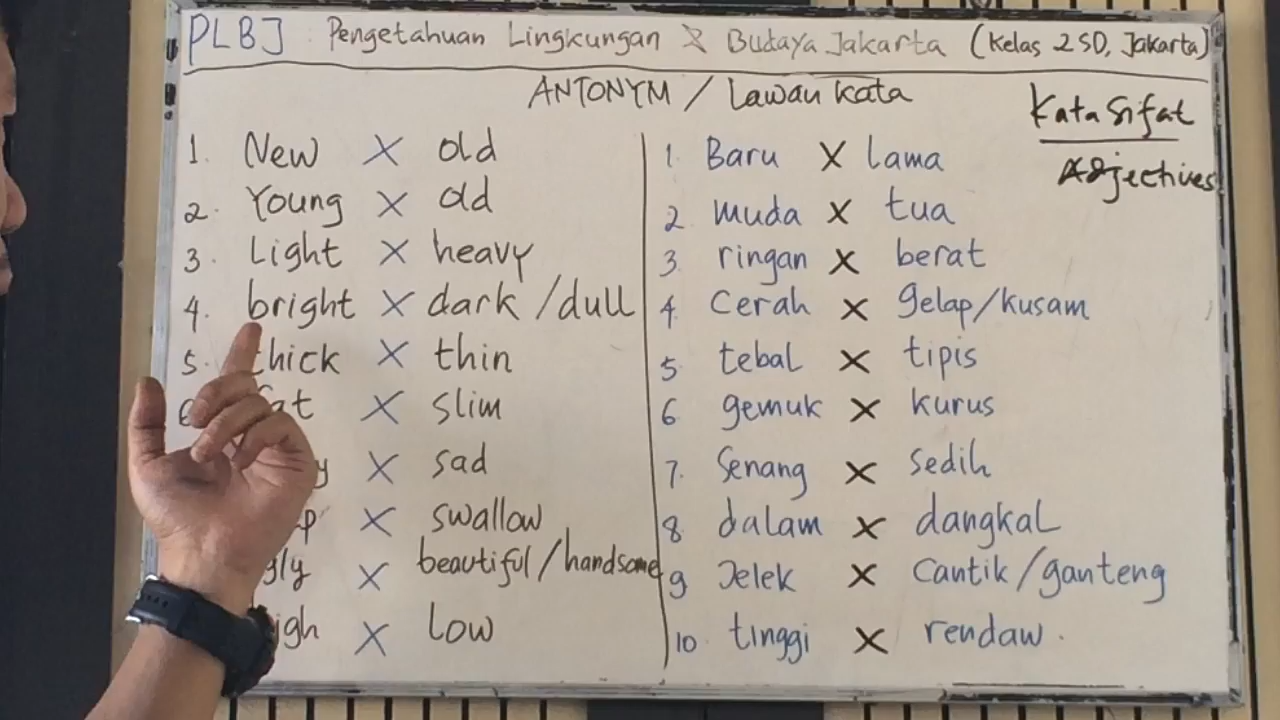 PLBJ : Pengetahuan Lingkungan & Budaya Jakarta (Kelas 2 SD, Jakarta)
ANTONYM / Lawan kata
Kata Sifat
Adjectives
1. New X old
2. Young X old
3. Light X heavy
4. bright X dark / dull
5. thick X thin
X slim
X sad
X swallow
X beautiful / handsome
X Low
1. Baru X lama
2 muda X tua
3 ringan X berat
4 Cerah X gelap/kusam
5 tebal X tipis
6 gemuk X kurus
7. Senang X Sedih
8 dalam X dangkal
9 Jelek X Cantik / ganteng
10 tinggi X rendaw .